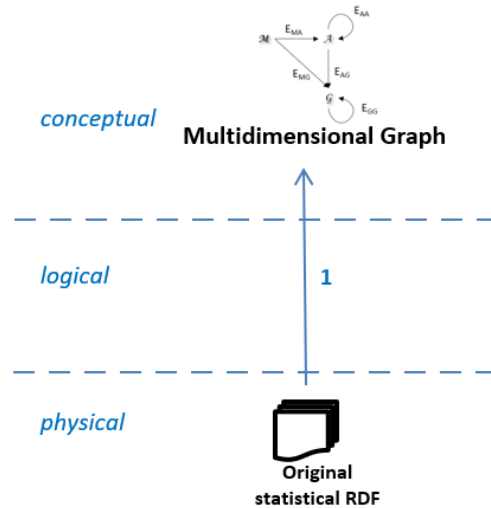 E_AA
ℳ E_MA 𝒜
E_MG E_AG
𝒢
E_GG
conceptual
Multidimensional Graph
logical
1
physical
Original
statistical RDF